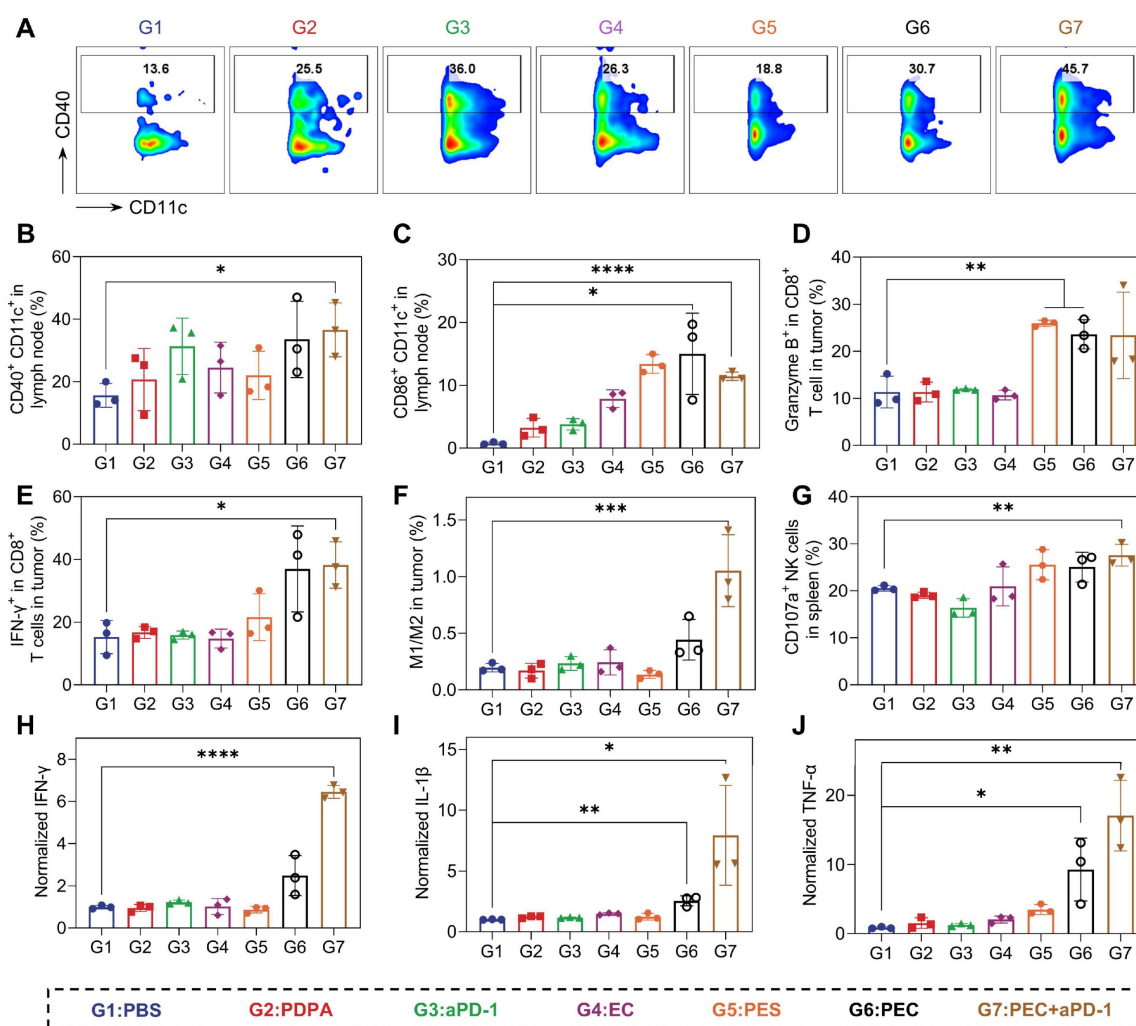 A
G1 G2 G3 G4 G5 G6 G7
13.6 25.5 36.0 26.3 18.8 30.7 45.7
CD40
CD11c
B
CD40⁺ CD11c⁺ in
lymph node (%)
60
40
20
0
*
G1 G2 G3 G4 G5 G6 G7
C
CD86⁺ CD11c⁺ in
lymph node (%)
30
20
10
0
****
*
G1 G2 G3 G4 G5 G6 G7
D
Granzyme B⁺ in CD8⁺
T cell in tumor (%)
40
30
20
10
0
**
G1 G2 G3 G4 G5 G6 G7
E
IFN-γ⁺ in CD8⁺
T cells in tumor (%)
60
40
20
0
*
G1 G2 G3 G4 G5 G6 G7
F
M1/M2 in tumor (%)
1.5
1.0
0.5
0.0
***
G1 G2 G3 G4 G5 G6 G7
G
CD107a⁺ NK cells
in spleen (%)
40
30
20
10
0
**
G1 G2 G3 G4 G5 G6 G7
H
Normalized IFN-γ
8
6
4
2
0
****
G1 G2 G3 G4 G5 G6 G7
I
Normalized IL-1β
15
10
5
0
*
**
G1 G2 G3 G4 G5 G6 G7
J
Normalized TNF-α
20
10
0
**
*
G1 G2 G3 G4 G5 G6 G7
G1:PBS G2:PDPA G3:aPD-1 G4:EC G5:PES G6:PEC G7:PEC+aPD-1